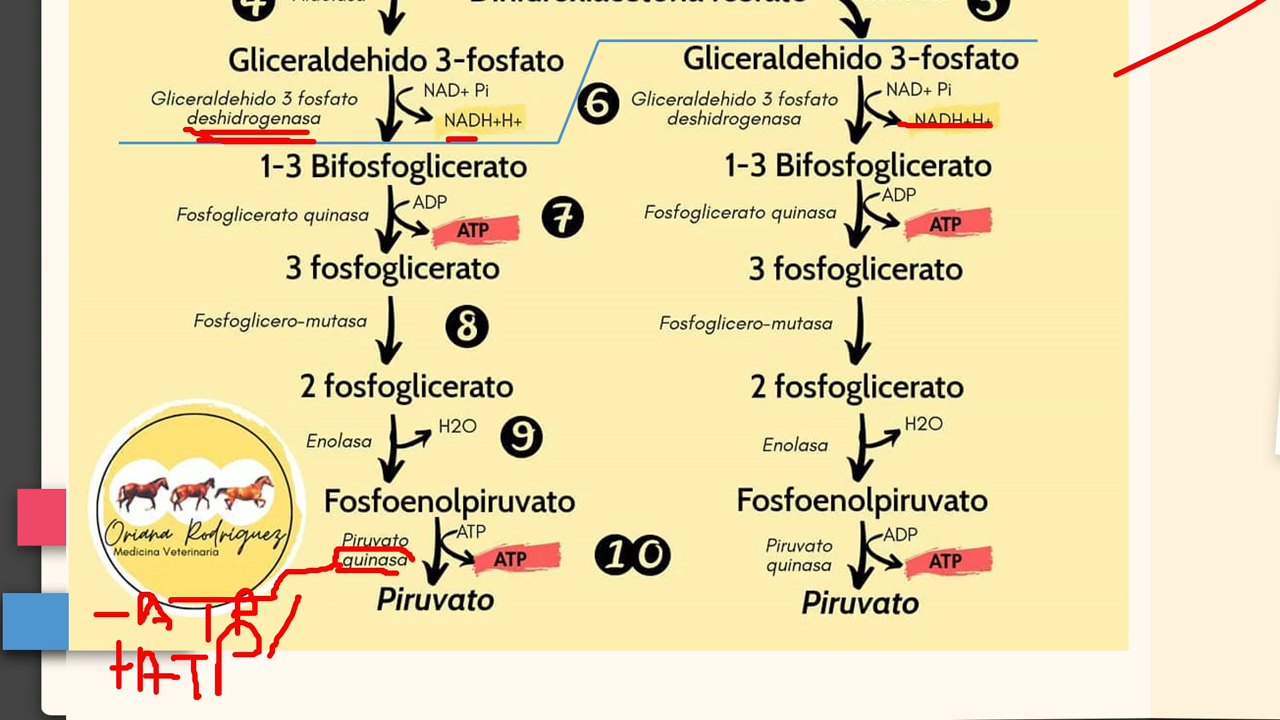 Gliceraldehido 3-fosfato
NAD+ Pi
Gliceraldehido 3 fosfato
deshidrogenasa
NADH+H+
6
Gliceraldehido 3-fosfato
NAD+ Pi
Gliceraldehido 3 fosfato
deshidrogenasa
NADH+H+
1-3 Bifosfoglicerato
ADP
Fosfoglicerato quinasa
ATP
7
1-3 Bifosfoglicerato
ADP
Fosfoglicerato quinasa
ATP
3 fosfoglicerato
3 fosfoglicerato
Fosfoglicero-mutasa
8
Fosfoglicero-mutasa
2 fosfoglicerato
2 fosfoglicerato
H2O
Enolasa
9
H2O
Enolasa
Fosfoenolpiruvato
Fosfoenolpiruvato
ATP
Piruvato
quinasa
ATP
10
ADP
Piruvato
quinasa
ATP
Piruvato
Piruvato
Oriana Rodriguez
Medicina Veterinaria
-ATP
+ATP